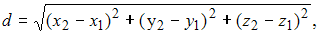 d = √((x₂ − x₁)² + (y₂ − y₁)² + (z₂ − z₁)²) ,